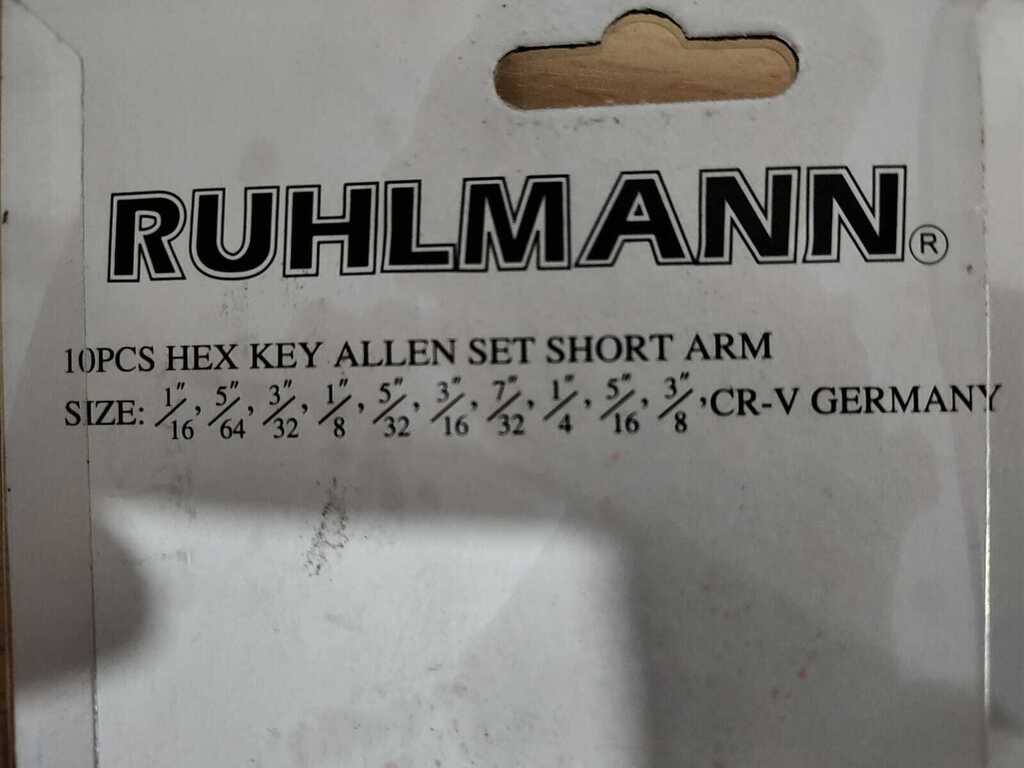 RUHLMANN®
10PCS HEX KEY ALLEN SET SHORT ARM
SIZE: 1"/16, 5"/64, 3"/32, 1"/8, 5"/32, 3"/16, 7"/32, 1"/4, 5"/16, 3"/8, CR-V GERMANY